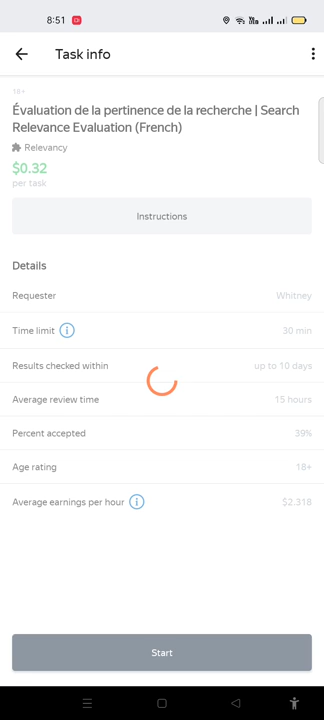 8:51
Task info
18+
Évaluation de la pertinence de la recherche | Search
Relevance Evaluation (French)
Relevancy
$0.32
per task
Instructions
Details
Requester Whitney
Time limit 30 min
Results checked within up to 10 days
Average review time 15 hours
Percent accepted 39%
Age rating 18+
Average earnings per hour $2.318
Start